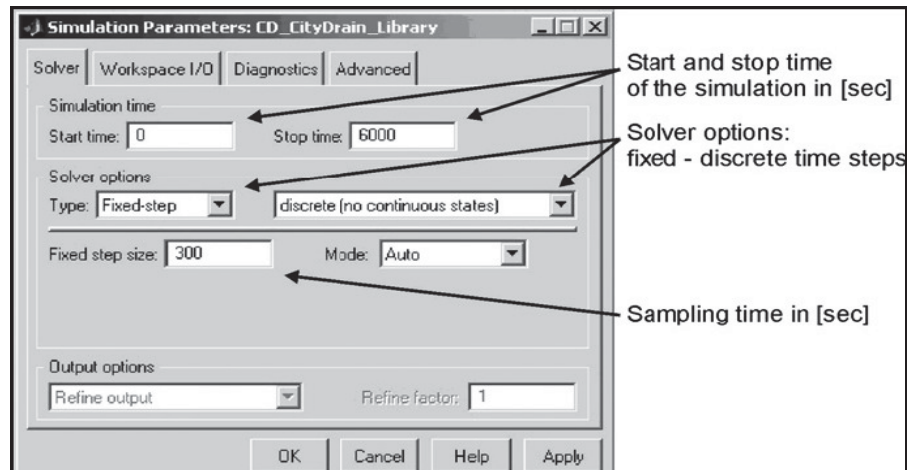 Simulation Parameters: CD_CityDrain_Library
Solver Workspace I/O Diagnostics Advanced
Simulation time
Start time: 0 Stop time: 6000
Solver options
Type: Fixed-step discrete (no continuous states)
Fixed step size: 300 Mode: Auto
Output options
Refine output Refine factor: 1
OK Cancel Help Apply
Start and stop time
of the simulation in [sec]
Solver options:
fixed - discrete time steps
Sampling time in [sec]